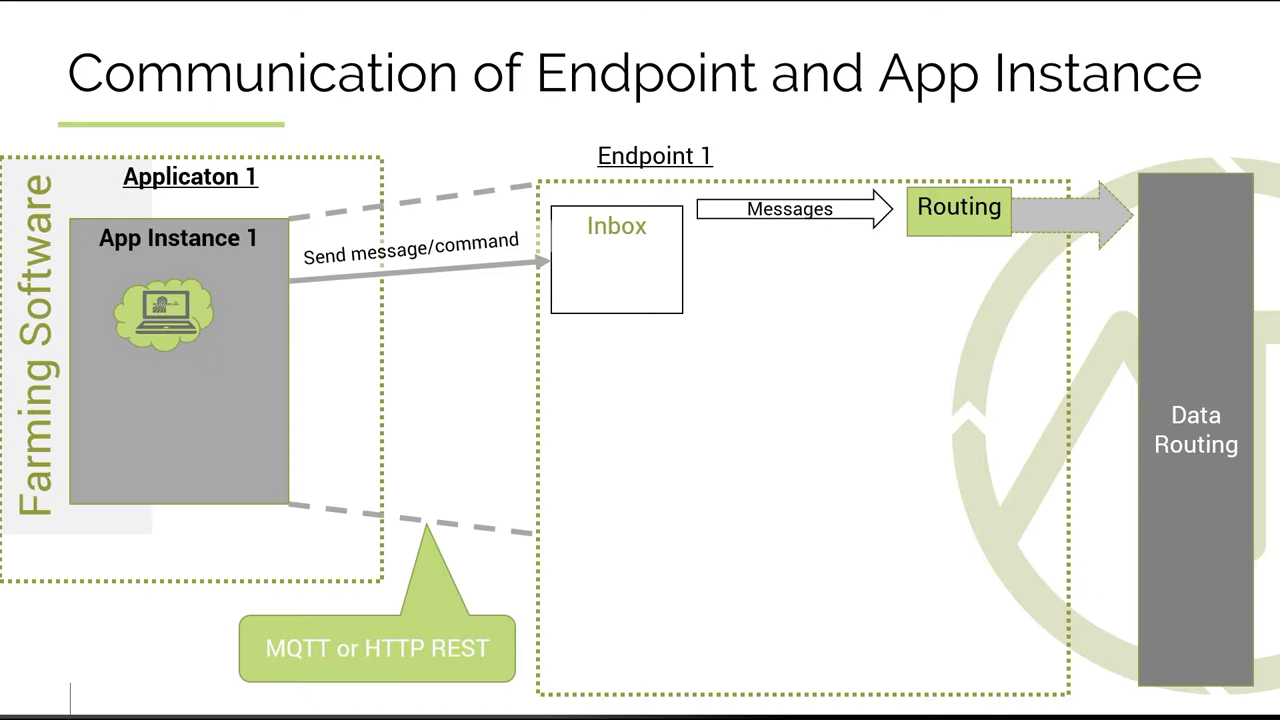 Communication of Endpoint and App Instance
Farming Software
Applicaton 1
App Instance 1
Send message/command
Endpoint 1
Inbox
Messages
Routing
Data
Routing
MQTT or HTTP REST